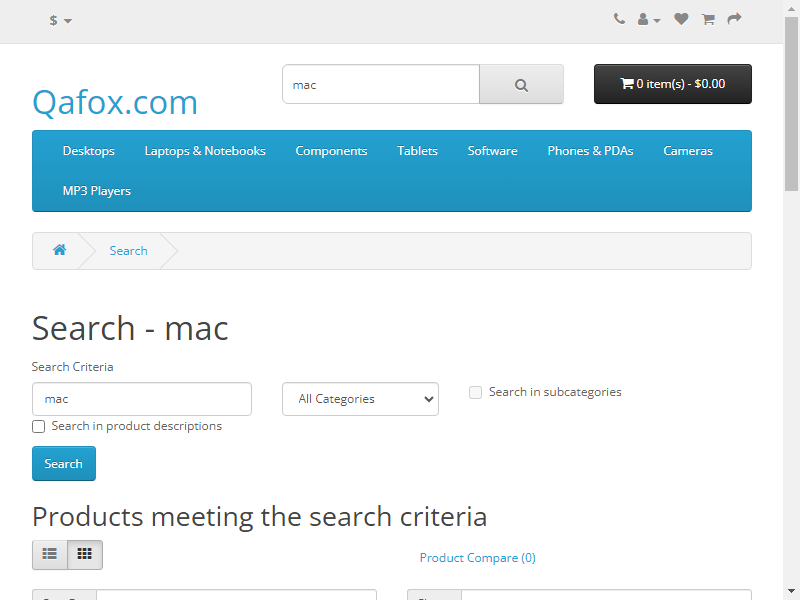 $
Qafox.com
mac
0 item(s) - $0.00
Desktops
Laptops & Notebooks
Components
Tablets
Software
Phones & PDAs
Cameras
MP3 Players
Search
Search - mac
Search Criteria
mac
All Categories
Search in subcategories
Search in product descriptions
Search
Products meeting the search criteria
Product Compare (0)